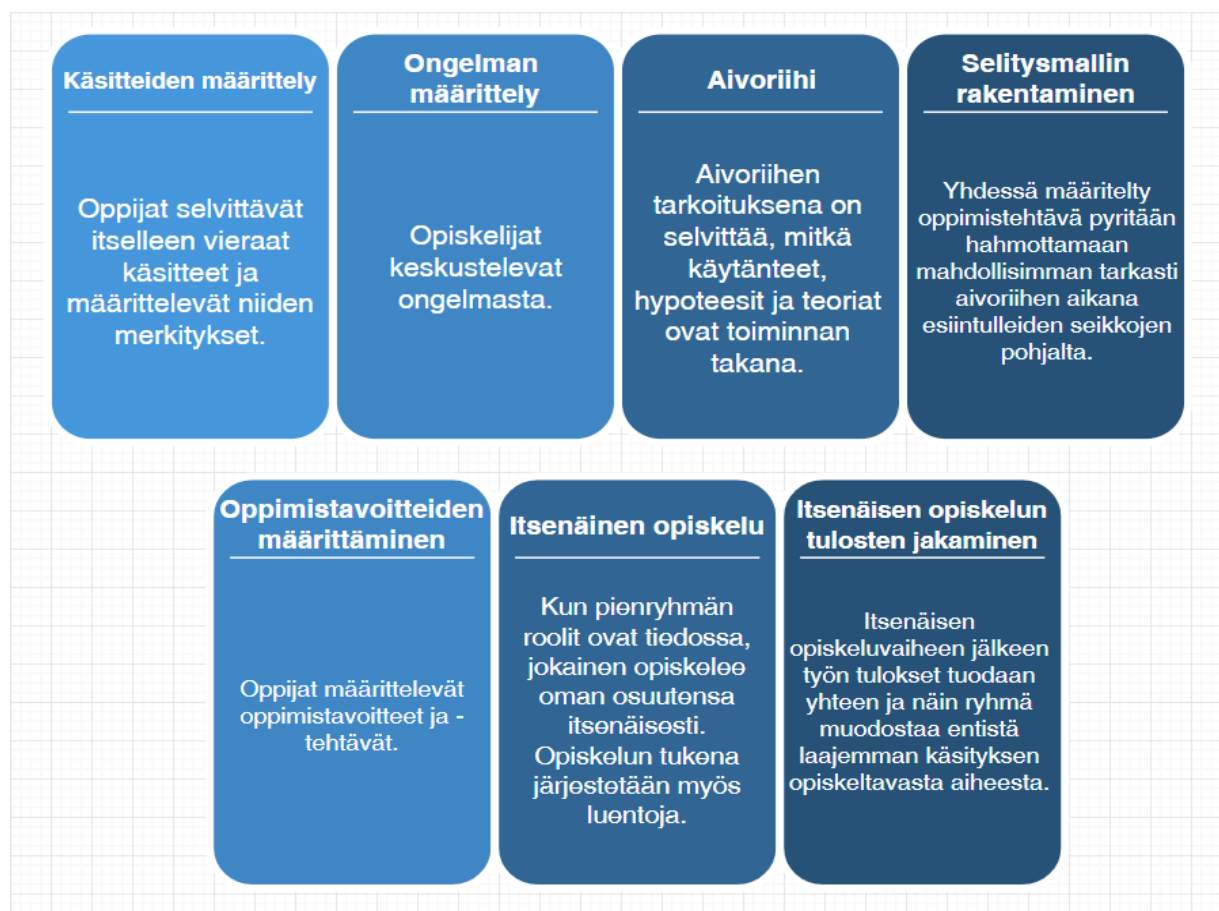 Käsitteiden määrittely
Oppijat selvittävät
itselleen vieraat
käsitteet ja
määrittelevät niiden
merkitykset.
Ongelman
määrittely
Opiskelijat
keskustelevat
ongelmasta.
Aivoriihi
Aivoriihen
tarkoituksena on
selvittää, mitkä
käytänteet,
hypoteesit ja teoriat
ovat toiminnan
takana.
Selitysmallin
rakentaminen
Yhdessä määritelty
oppimistehtävä pyritään
hahmottamaan
mahdollisimman tarkasti
aivoriihen aikana
esiintulleiden seikkojen
pohjalta.
Oppimistavoitteiden
määrittäminen
Oppijat määrittelevät
oppimistavoitteet ja -
tehtävät.
Itsenäinen opiskelu
Kun pienryhmän
roolit ovat tiedossa,
jokainen opiskelee
oman osuutensa
itsenäisesti.
Opiskelun tukena
järjestetään myös
luentoja.
Itsenäisen opiskelun
tulosten jakaminen
Itsenäisen
opiskeluvaiheen jälkeen
työn tulokset tuodaan
yhteen ja näin ryhmä
muodostaa entistä
laajemman käsityksen
opiskeltavasta aiheesta.